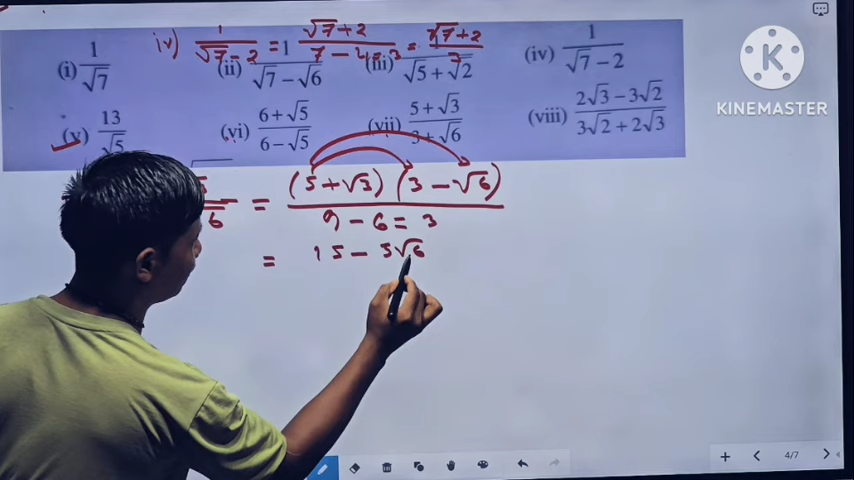 iv) 1/(√7 - 2) = (√7 + 2)/(7 - 4 = 3) = (√7 + 2)/3
(i) 1/√7 (ii) 1/(√7 - √6) (iii) /(√5 + √2) (iv) 1/(√7 - 2)
(v) 13/√5 (vi) (6 + √5)/(6 - √5) (vii) (5 + √3)/(3 + √6) (viii) (2√3 - 3√2)/(3√2 + 2√3)
= (5 + √3) (3 - √6)
6
9 - 6 = 3
= 15 - 5√6
KINEMASTER
4/7